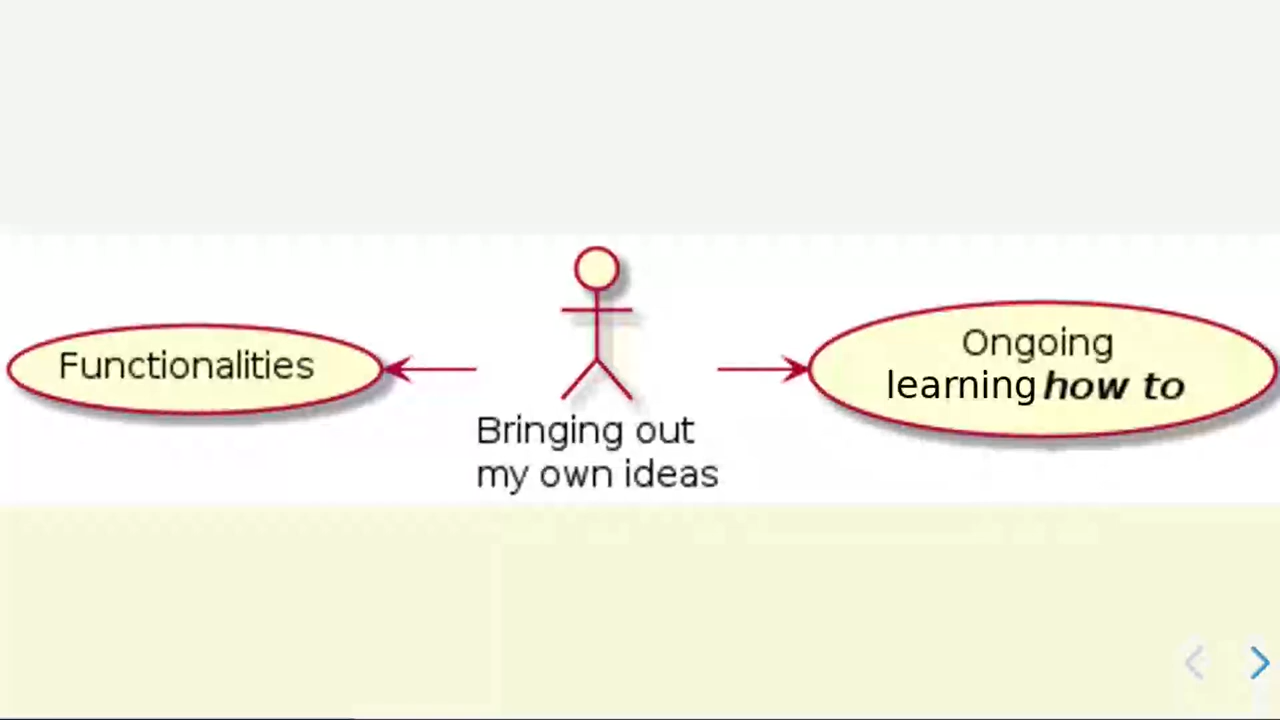 Functionalities
Bringing out
my own ideas
Ongoing
learning how to